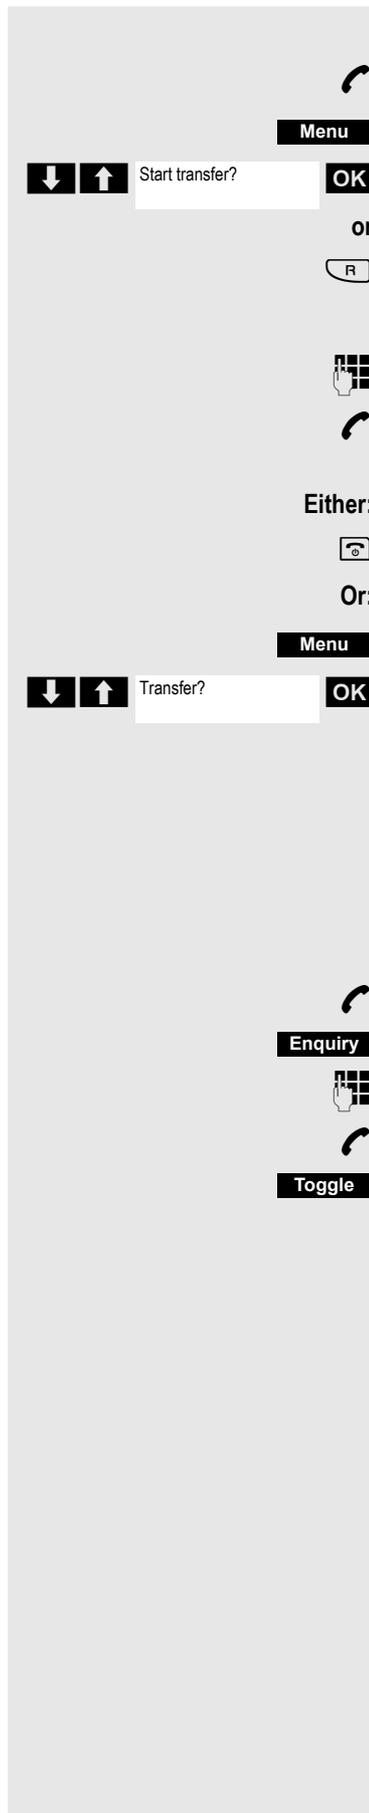 Menu
Start transfer? OK
or
R
Either:
Or:
Menu
Transfer? OK
Enquiry
Toggle